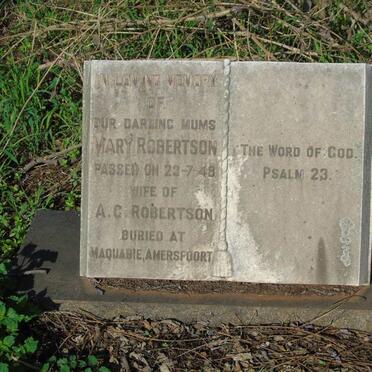 IN LOVING MEMORY
OF
OUR DARLING MUMS
MARY ROBERTSON
PASSED ON 23-7-48
WIFE OF
A.C. ROBERTSON
BURIED AT
MAQUABIE, AMERSFOORT
THE WORD OF GOD.
PSALM 23.